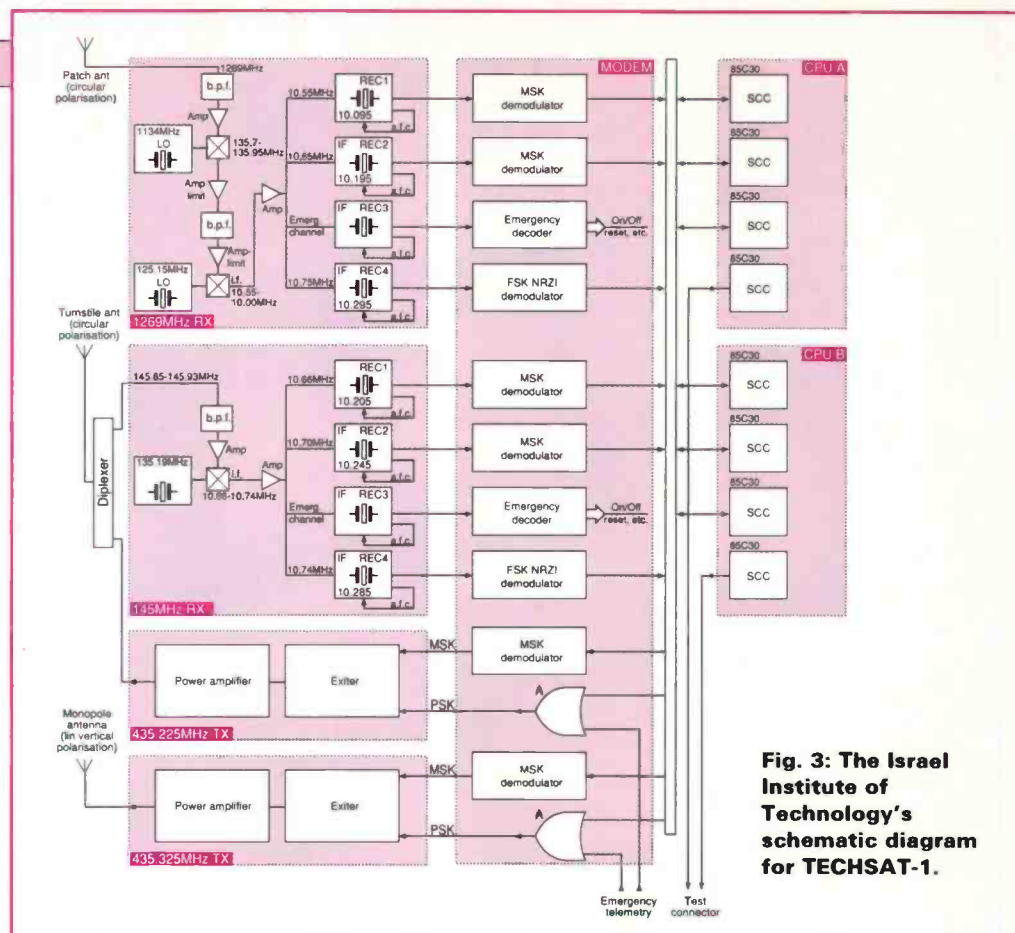 Patch ant
(circular
polarisation)
1269MHz
b.p.f.
Amp
1134MHz
LO
135.7-
135.95MHz
Amp
limit
b.p.f.
Amp-
limit
125.15MHz
LO
i.f.
10.55-
10.00MHz
Amp
1269MHz RX
10.55MHz
REC1
10.095
a.f.c.
10.65MHz
IF REC2
10.195
a.f.c.
Emerg.
channel
IF REC3
a.f.c.
10.75MHz
IF REC4
10.295
a.f.c.
MODEM
MSK
demodulator
MSK
demodulator
Emergency
decoder
On/Off
reset, etc.
FSK NRZI
demodulator
CPU A
85C30
SCC
85C30
SCC
85C30
SCC
85C30
SCC
Turnstile ant
(circular
polarisation)
Diplexer
145.85-145.93MHz
b.p.f.
Amp
135.19MHz
i.f.
10.66-10.74MHz
Amp
145MHz RX
10.66MHz
REC1
10.205
a.f.c.
10.70MHz
IF REC2
10.245
a.f.c.
Emerg.
channel
IF REC3
a.f.c.
10.74MHz
IF REC4
10.285
a.f.c.
MSK
demodulator
MSK
demodulator
Emergency
decoder
On/Off
reset, etc.
FSK NRZI
demodulator
CPU B
85C30
SCC
85C30
SCC
85C30
SCC
85C30
SCC
Power amplifier
Exiter
435.225MHz TX
MSK
MSK
demodulator
PSK
A
Monopole
antenna
(lin vertical
polarisation)
Power amplifier
Exiter
435.325MHz TX
MSK
MSK
demodulator
PSK
A
Emergency
telemetry
Test
connector
Fig. 3: The Israel
Institute of
Technology's
schematic diagram
for TECHSAT-1.